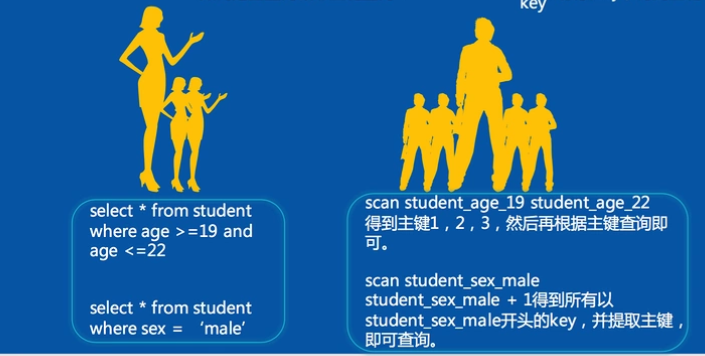 key
select * from student
where age >=19 and
age <=22
select * from student
where sex = ‘male’
scan student_age_19 student_age_22
得到主键1，2，3，然后再根据主键查询即
可。
scan student_sex_male
student_sex_male + 1得到所有以
student_sex_male开头的key，并提取主键，
即可查询。